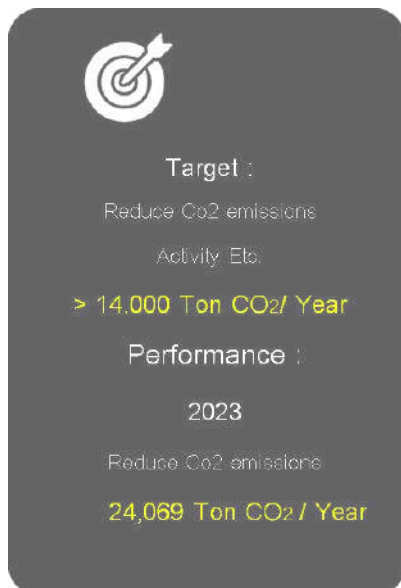 Target :
Reduce Co2 emissions
Activity Etc.
> 14.000 Ton CO2/ Year
Performance :
2023
Reduce Co2 emissions
24,069 Ton CO2 / Year